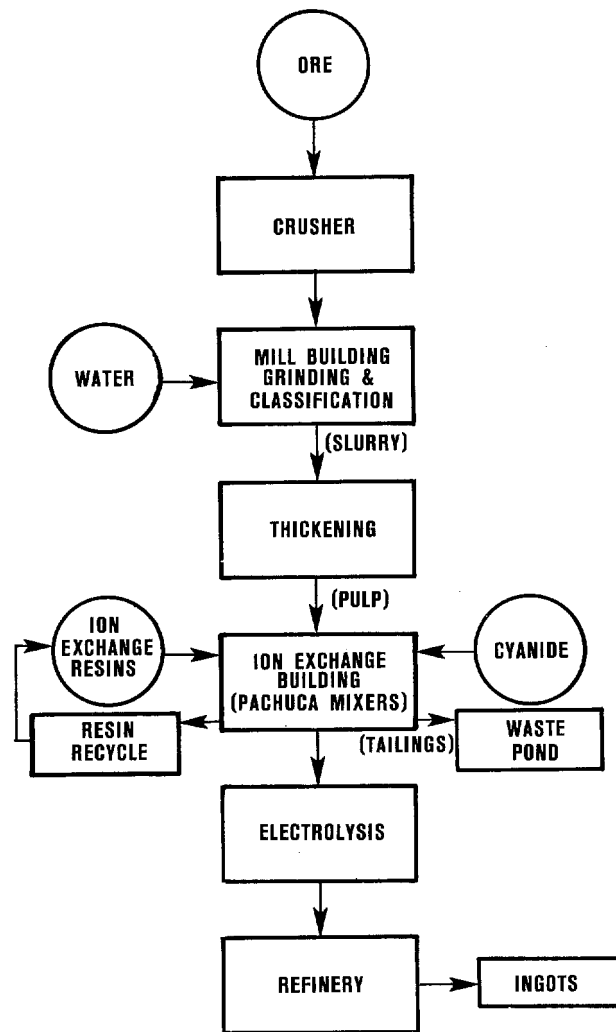 ORE
CRUSHER
WATER
MILL BUILDING
GRINDING &
CLASSIFICATION
(SLURRY)
THICKENING
(PULP)
ION
EXCHANGE
RESINS
ION EXCHANGE
BUILDING
(PACHUCA MIXERS)
CYANIDE
RESIN
RECYCLE
(TAILINGS)
WASTE
POND
ELECTROLYSIS
REFINERY
INGOTS